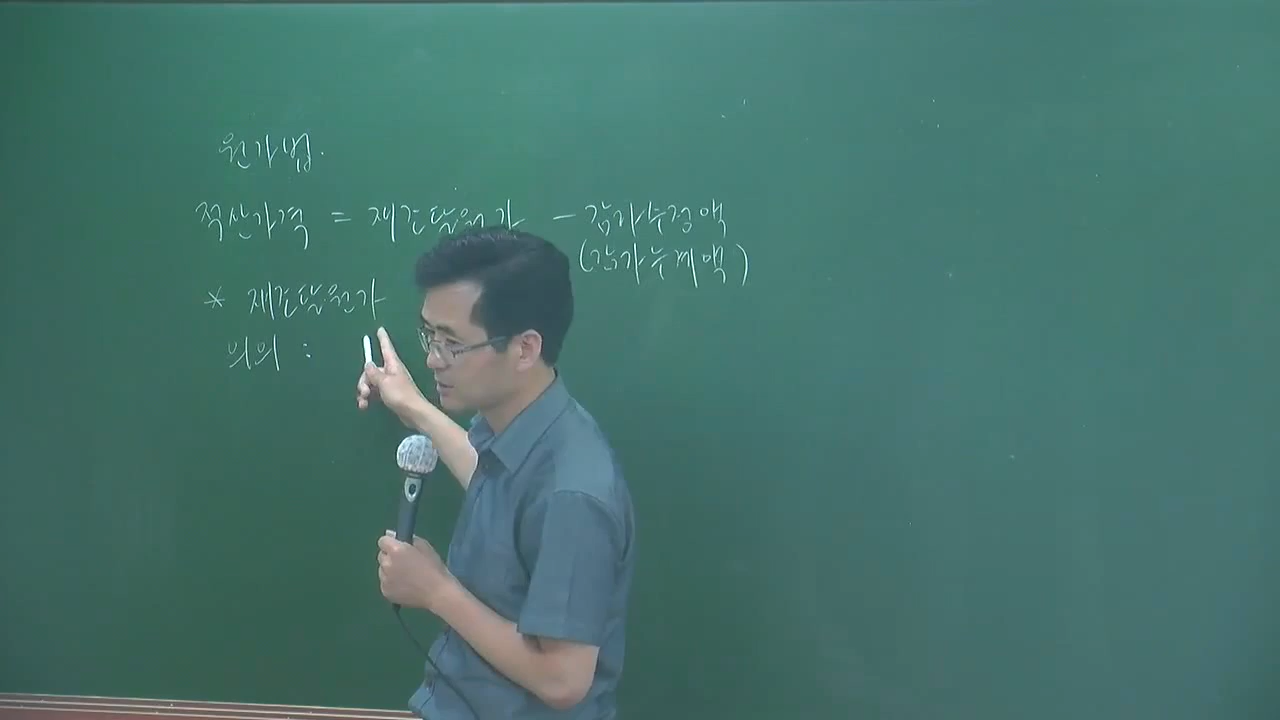 원가법.
적산가격 = 재조달원가 - 감가수정액
(감가누계액)
* 재조달원가
의의 :